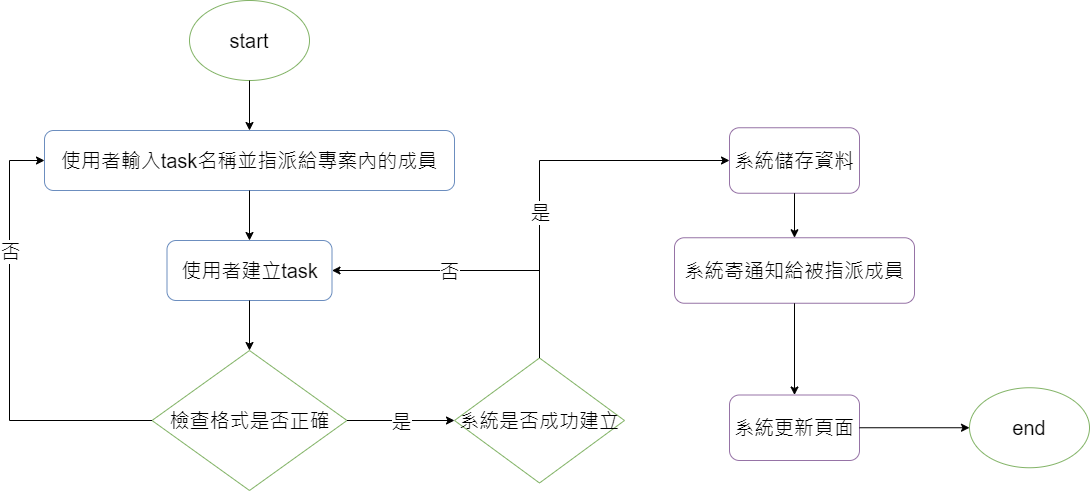 start
使用者輸入task名稱並指派給專案內的成員
否
使用者建立task
否
檢查格式是否正確
是
系統是否成功建立
是
系統儲存資料
系統寄通知給被指派成員
系統更新頁面
end